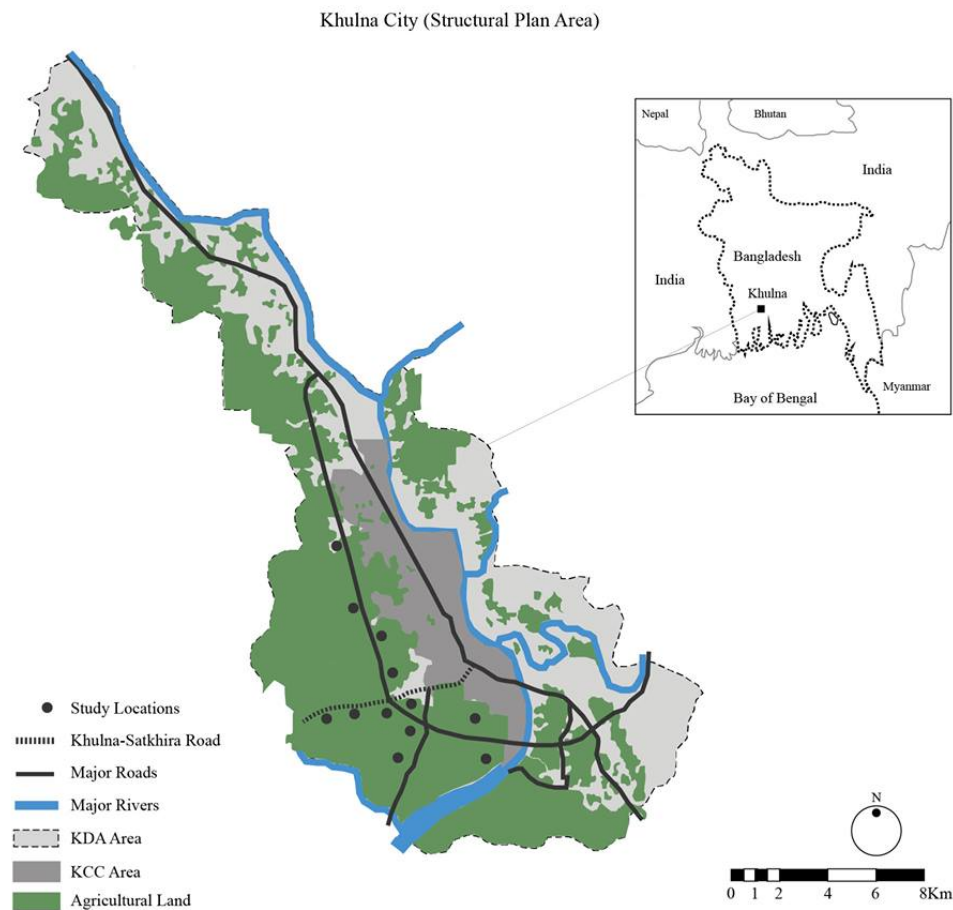 Khulna City (Structural Plan Area)
Nepal
Bhutan
India
Bangladesh
India
Khulna
Myanmar
Bay of Bengal
Study Locations
Khulna-Satkhira Road
Major Roads
Major Rivers
KDA Area
KCC Area
Agricultural Land
N
0 1 2 4 6 8Km